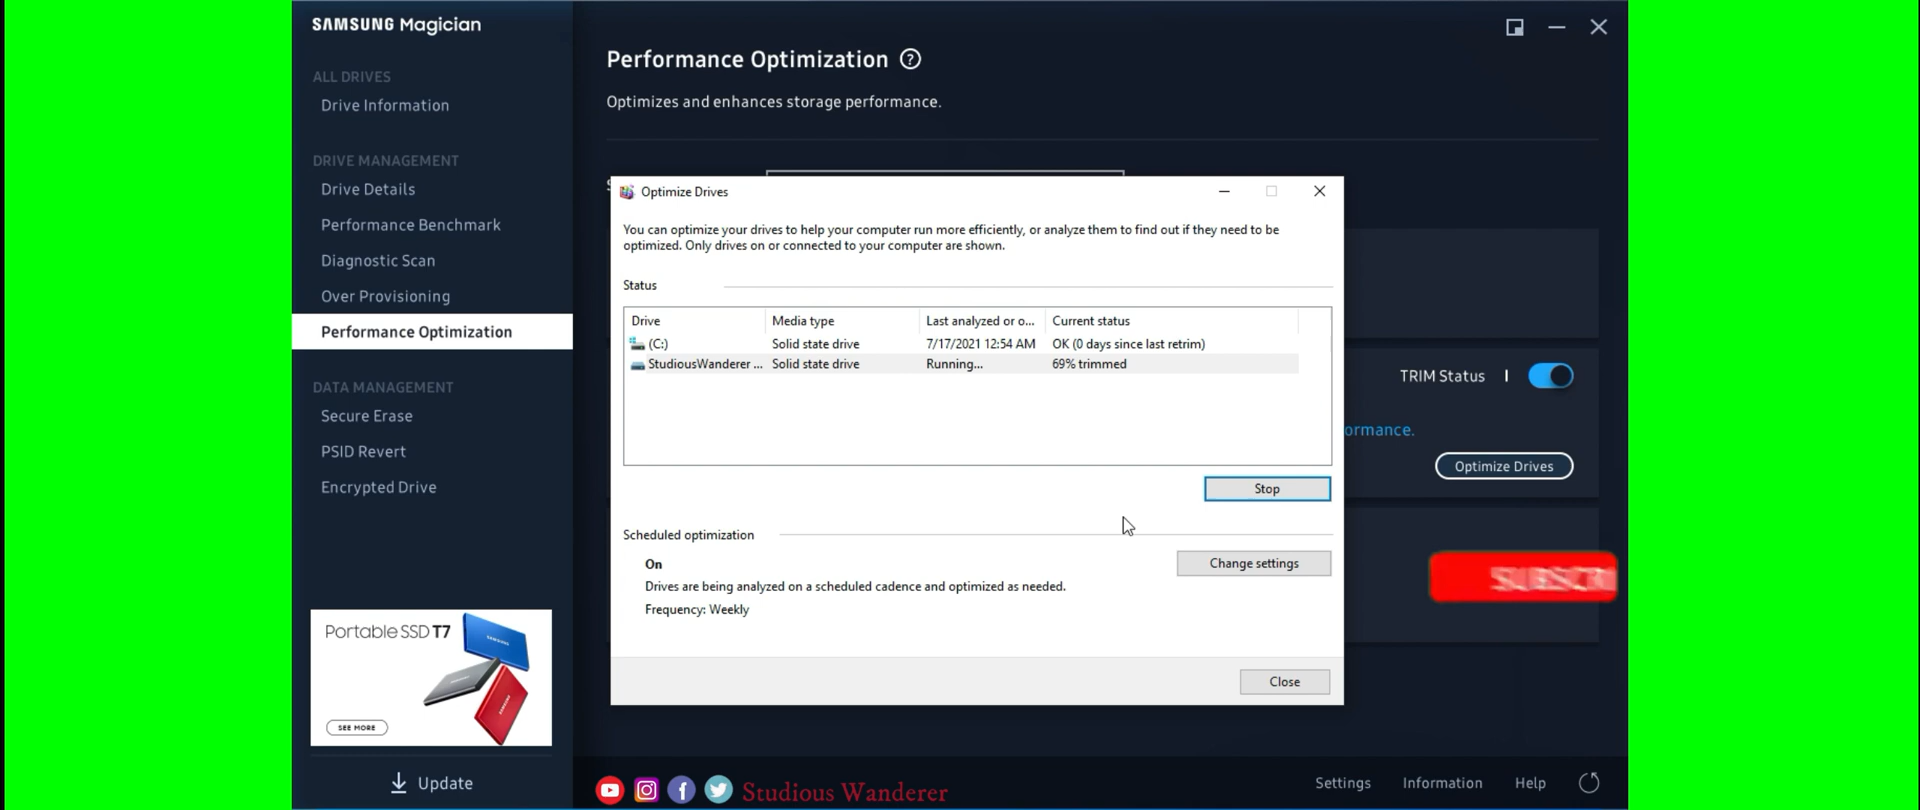 SAMSUNG Magician
ALL DRIVES
Drive Information
DRIVE MANAGEMENT
Drive Details
Performance Benchmark
Diagnostic Scan
Over Provisioning
Performance Optimization
DATA MANAGEMENT
Secure Erase
PSID Revert
Encrypted Drive
Portable SSD T7
SAMSUNG
SEE MORE
Update
Performance Optimization ?
Optimizes and enhances storage performance.
Optimize Drives
You can optimize your drives to help your computer run more efficiently, or analyze them to find out if they need to be
optimized. Only drives on or connected to your computer are shown.
Status
Drive Media type Last analyzed or o... Current status
(C:) Solid state drive 7/17/2021 12:54 AM OK (0 days since last retrim)
StudiousWanderer ... Solid state drive Running... 69% trimmed
Stop
Scheduled optimization
On
Drives are being analyzed on a scheduled cadence and optimized as needed.
Frequency: Weekly
Change settings
Close
TRIM Status
ormance.
Optimize Drives
Studious Wanderer
Settings Information Help